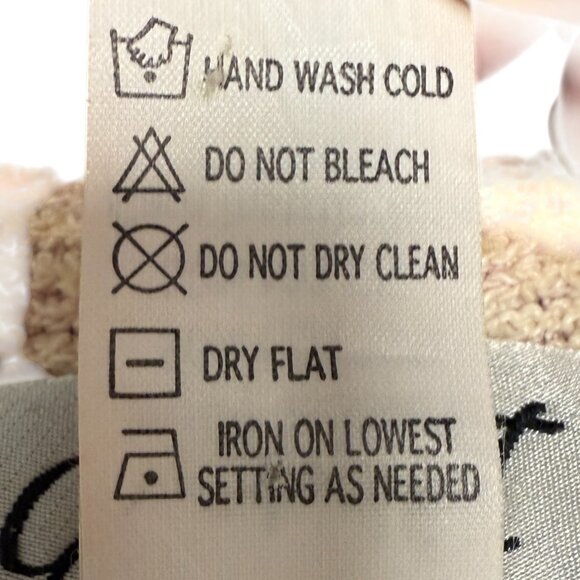 HAND WASH COLD
DO NOT BLEACH
DO NOT DRY CLEAN
DRY FLAT
IRON ON LOWEST
SETTING AS NEEDED